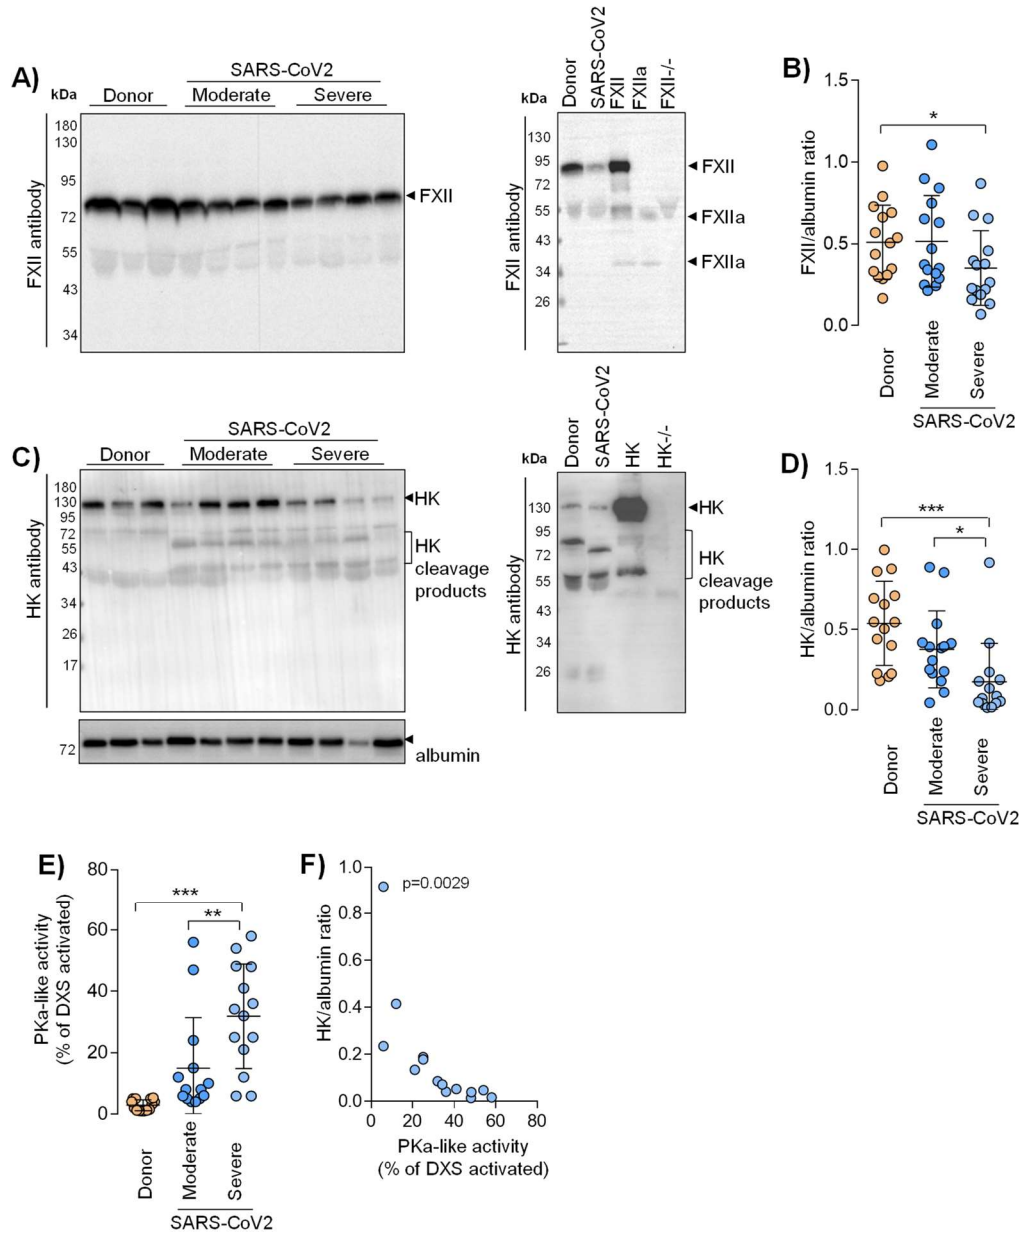 A)
SARS-CoV2
kDa
Donor
Moderate
Severe
180
130
95
72
55
43
34
FXII antibody
FXII
kDa
Donor
SARS-CoV2
FXII
FXIIa
FXII-/-
130
95
72
55
43
34
26
FXII antibody
FXII
FXIIa
FXIIa
B)
1.5
1.0
0.5
0.0
FXII/albumin ratio
*
Donor
Moderate
Severe
SARS-CoV2
C)
SARS-CoV2
Donor
Moderate
Severe
kDa
180
130
95
72
55
43
34
26
17
HK antibody
HK
HK
cleavage
products
72
albumin
kDa
Donor
SARS-CoV2
HK
HK-/-
130
95
72
55
43
34
26
HK antibody
HK
HK
cleavage
products
D)
1.5
1.0
0.5
0.0
HK/albumin ratio
***
*
Donor
Moderate
Severe
SARS-CoV2
E)
80
60
40
20
0
PKa-like activity
(% of DXS activated)
***
**
Donor
Moderate
Severe
SARS-CoV2
F)
1.0
0.8
0.6
0.4
0.2
0.0
HK/albumin ratio
p=0.0029
0 20 40 60 80
PKa-like activity
(% of DXS activated)